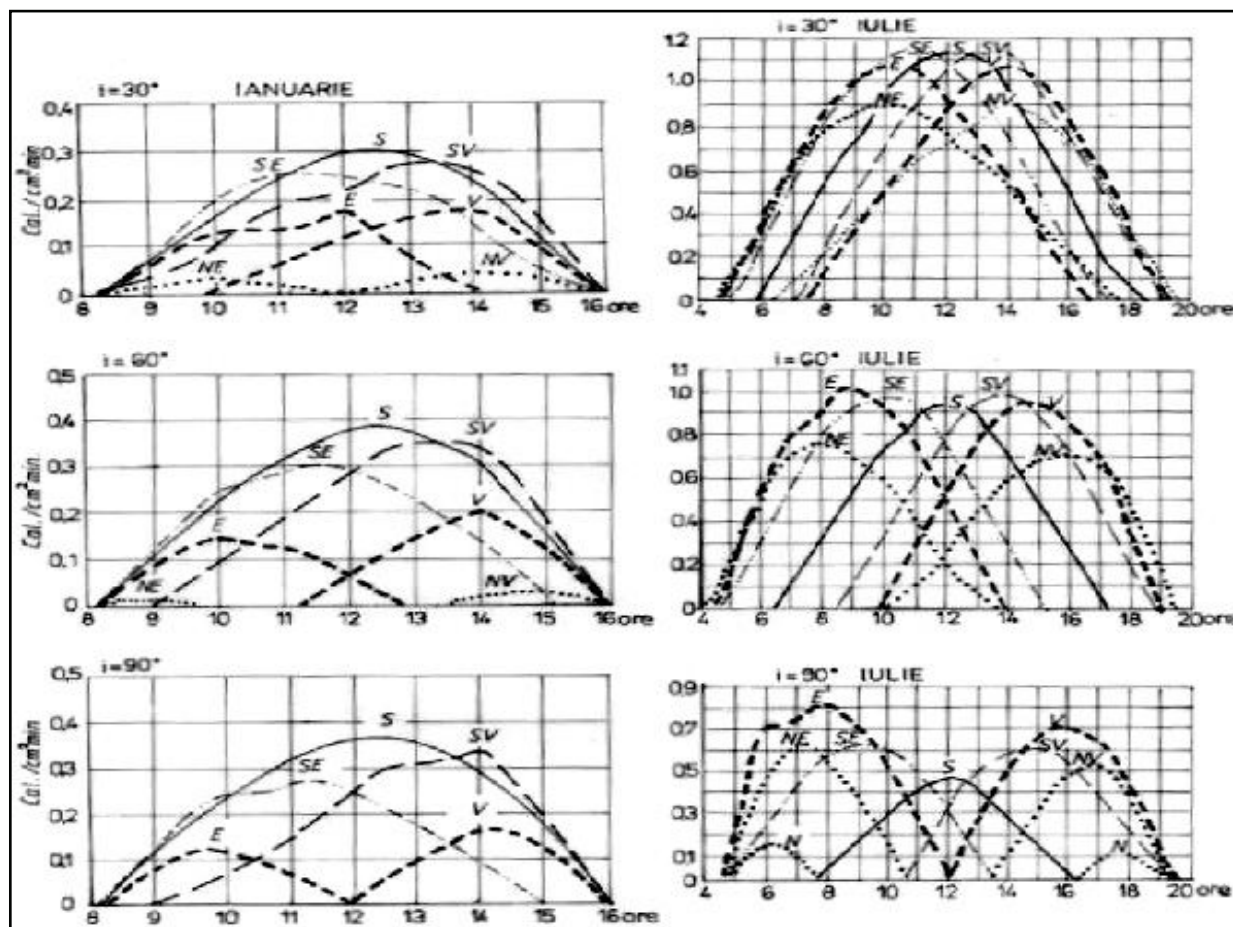 i=30° IANUARIE
Cal./cm²min
0,4
0,3
0,2
0,1
0
SE
S
SV
E
V
NE
NV
8 9 10 11 12 13 14 15 16 ore
i=30° IULIE
1.2
1.0
0.8
0.6
0.4
0.2
0
SE
S
SV
E
NE
NV
4 6 8 10 12 14 16 18 20 ore
i=60°
Cal./cm²min
0,5
0,4
0,3
0,2
0,1
0
S
SV
SE
V
E
NE
NV
8 9 10 11 12 13 14 15 16 ore
i=60° IULIE
1.0
0.8
0.6
0.4
0.2
0
E
SE
S
SV
V
NE
NV
4 6 8 10 12 14 16 18 20 ore
i=90°
Cal./cm²min
0,5
0,4
0,3
0,2
0,1
0
S
SV
SE
E
V
8 9 10 11 12 13 14 15 16 ore
i=90° IULIE
0.9
0.7
0.5
0.3
0.1
0
E
NE
SE
S
V
SV
NV
N
N
4 6 8 10 12 14 16 18 20 ore